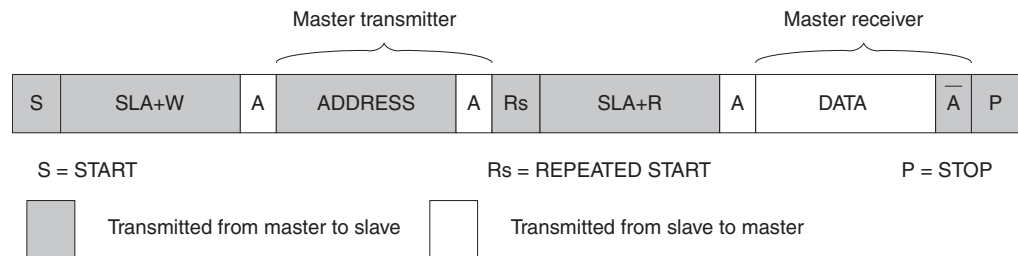 Master transmitter Master receiver
S SLA+W A ADDRESS A Rs SLA+R A DATA A̅ P
S = START Rs = REPEATED START P = STOP
Transmitted from master to slave Transmitted from slave to master